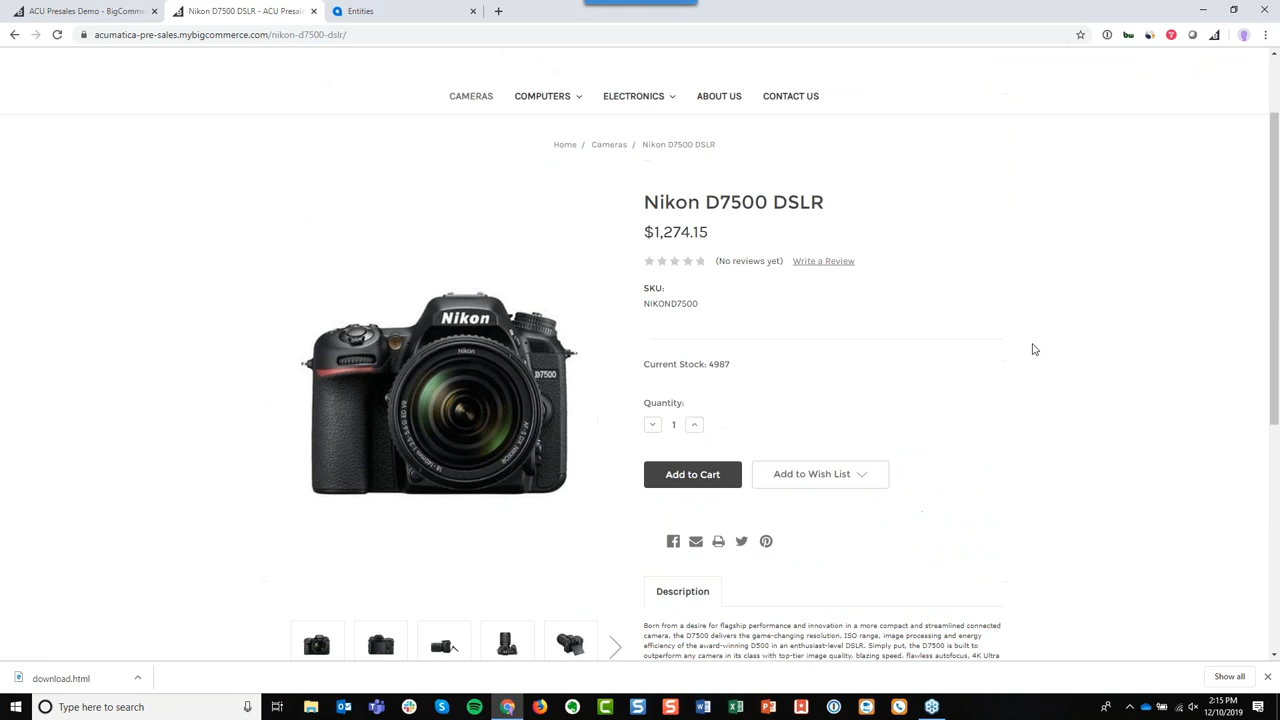 ACU Presales Demo - BigCommerc
Nikon D7500 DSLR - ACU Presal
Entities
acumatica-pre-sales.mybigcommerce.com/nikon-d7500-dslr/
CAMERAS COMPUTERS ELECTRONICS ABOUT US CONTACT US
Home / Cameras / Nikon D7500 DSLR
Nikon D7500 DSLR
$1,274.15
(No reviews yet) Write a Review
SKU:
NIKOND7500
Current Stock: 4987
Quantity:
1
Add to Cart Add to Wish List
Nikon
Nikon
D7500
Description
Born from a desire for flagship performance and innovation in a more compact and streamlined connected
camera, the D7500 delivers the game-changing resolution, ISO range, image processing and energy
efficiency of the award-winning D500 in an enthusiast-level DSLR. Simply put, the D7500 is built to
outperform any camera in its class with top-tier image quality, blazing speed, flawless autofocus, 4K Ultra
download.html
Show all
Type here to search
2:15 PM
12/10/2019